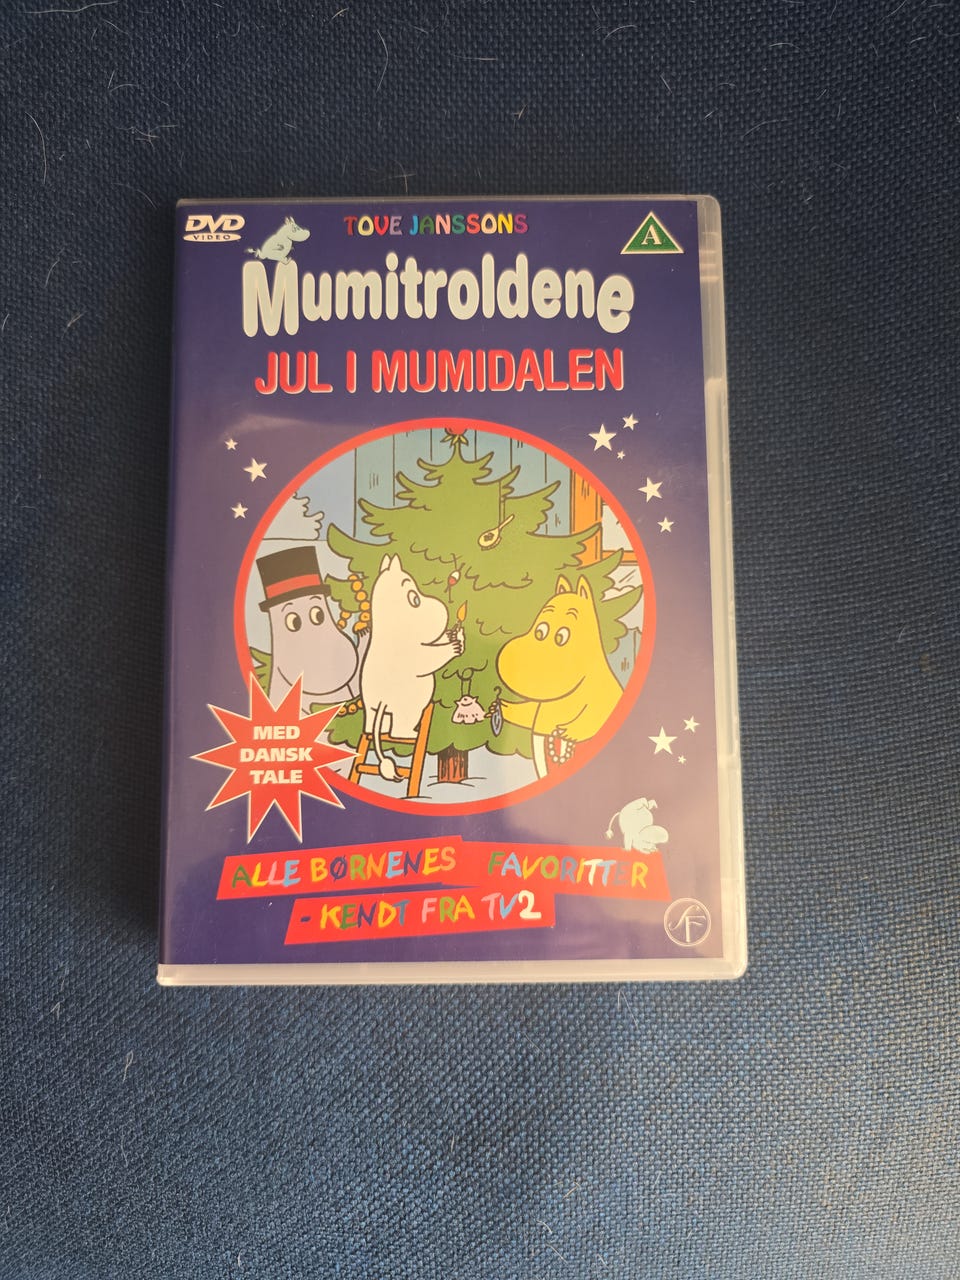 DVD
VIDEO
TOVE JANSSONS
A
Mumitroldene
JUL I MUMIDALEN
MED
DANSK
TALE
ALLE BØRNENES FAVORITTER
- KENDT FRA TV2
SF